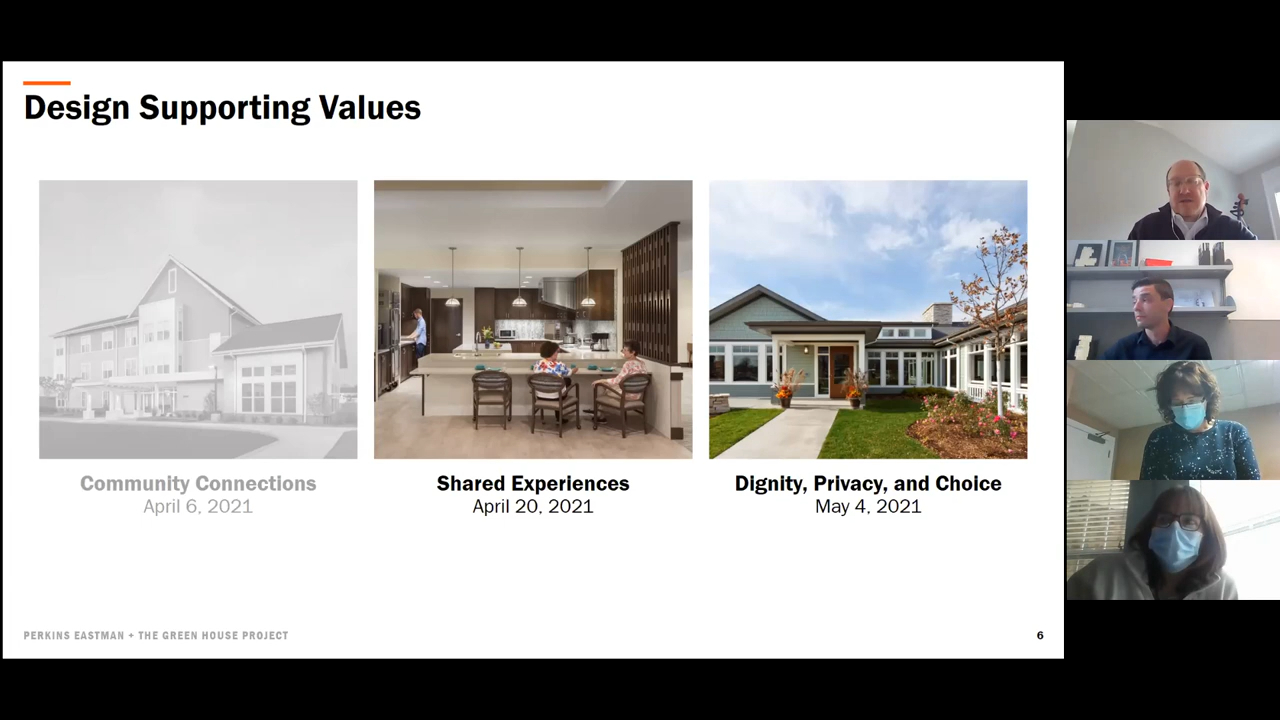 Design Supporting Values
Community Connections
April 6, 2021
Shared Experiences
April 20, 2021
Dignity, Privacy, and Choice
May 4, 2021
PERKINS EASTMAN + THE GREEN HOUSE PROJECT
6